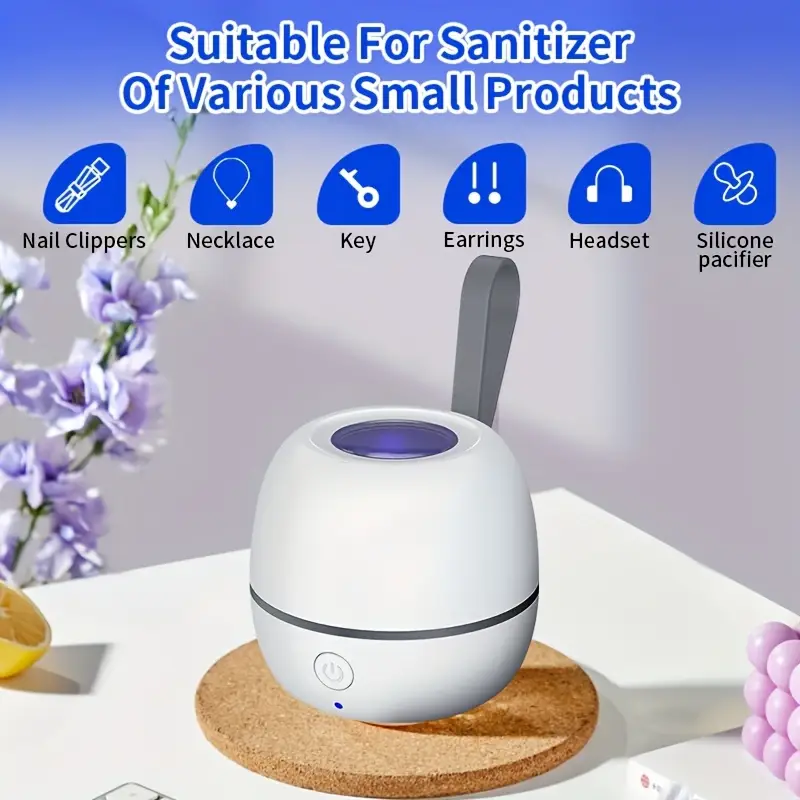 Suitable For Sanitizer
Of Various Small Products
Nail Clippers
Necklace
Key
Earrings
Headset
Silicone
pacifier